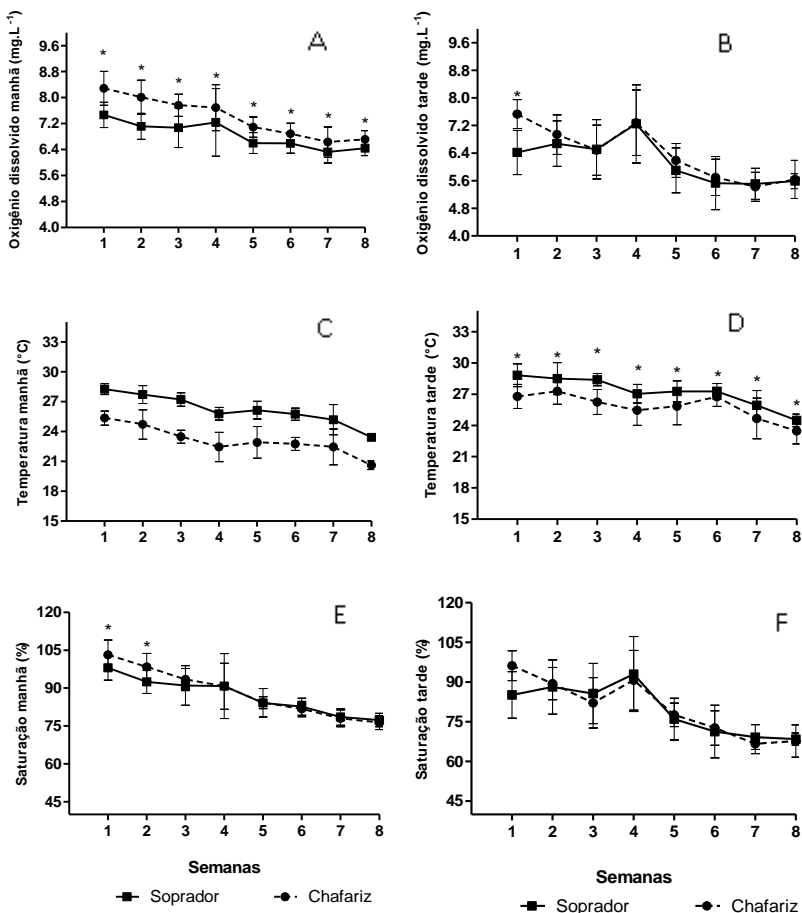 Oxigênio dissolvido manhã (mg.L -1)
9.6
8.8
8.0
7.2
6.4
5.6
4.8
4.0
* * * * * * * *
A
1 2 3 4 5 6 7 8
Oxigênio dissolvido tarde (mg.L -1)
9.6
8.8
8.0
7.2
6.4
5.6
4.8
4.0
*
B
1 2 3 4 5 6 7 8
Temperatura manhã (°C)
33
30
27
24
21
18
15
C
1 2 3 4 5 6 7 8
Temperatura tarde (°C)
33
30
27
24
21
18
15
* * * * * * * *
D
1 2 3 4 5 6 7 8
Saturação manhã (%)
120
105
90
75
60
45
* *
E
1 2 3 4 5 6 7 8
Semanas
Soprador Chafariz
Saturação tarde (%)
120
105
90
75
60
45
F
1 2 3 4 5 6 7 8
Semanas
Soprador Chafariz